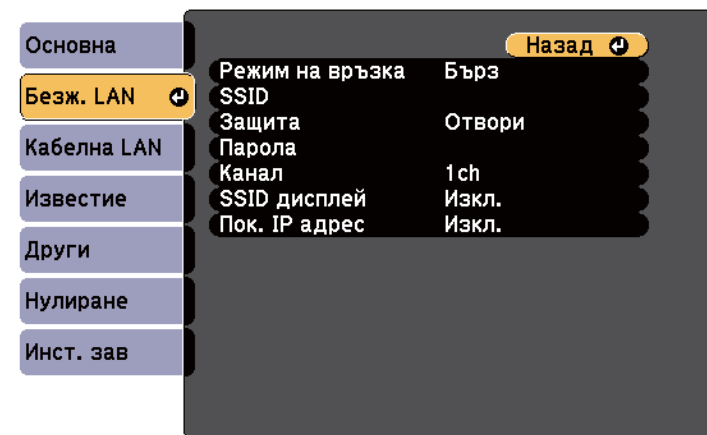 Основна
Безж. LAN
Кабелна LAN
Известие
Други
Нулиране
Инст. зав
Назад
Режим на връзка Бърз
SSID
Защита Отвори
Парола
Канал 1ch
SSID дисплей Изкл.
Пок. IP адрес Изкл.